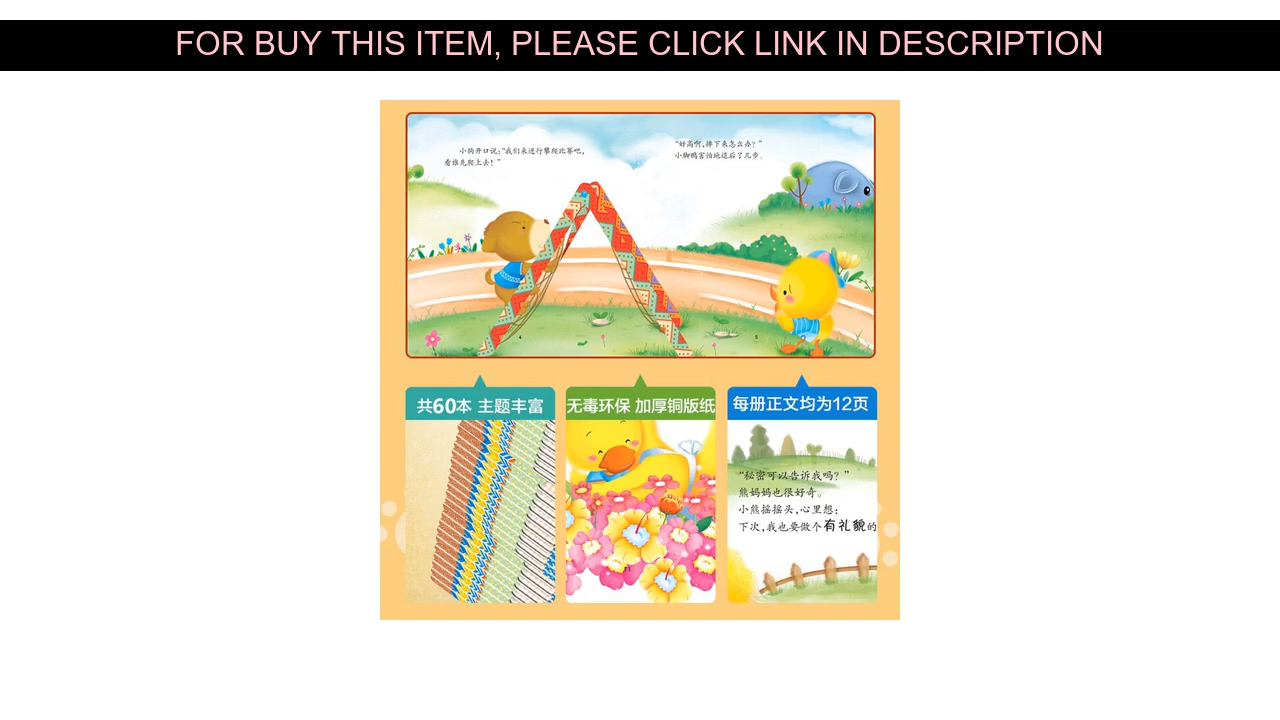 FOR BUY THIS ITEM, PLEASE CLICK LINK IN DESCRIPTION
小狗开口说：“我们来进行攀爬比赛吧，
看谁先爬上去！”
“好高啊，摔下来怎么办？”
小脚鸭害怕地退后了几步。
4
5
共60本 主题丰富
无毒环保 加厚铜版纸
每册正文均为12页
“秘密可以告诉我吗？”
熊妈妈也很好奇。
小熊摇摇头，心里想：
下次，我也要做个有礼貌的